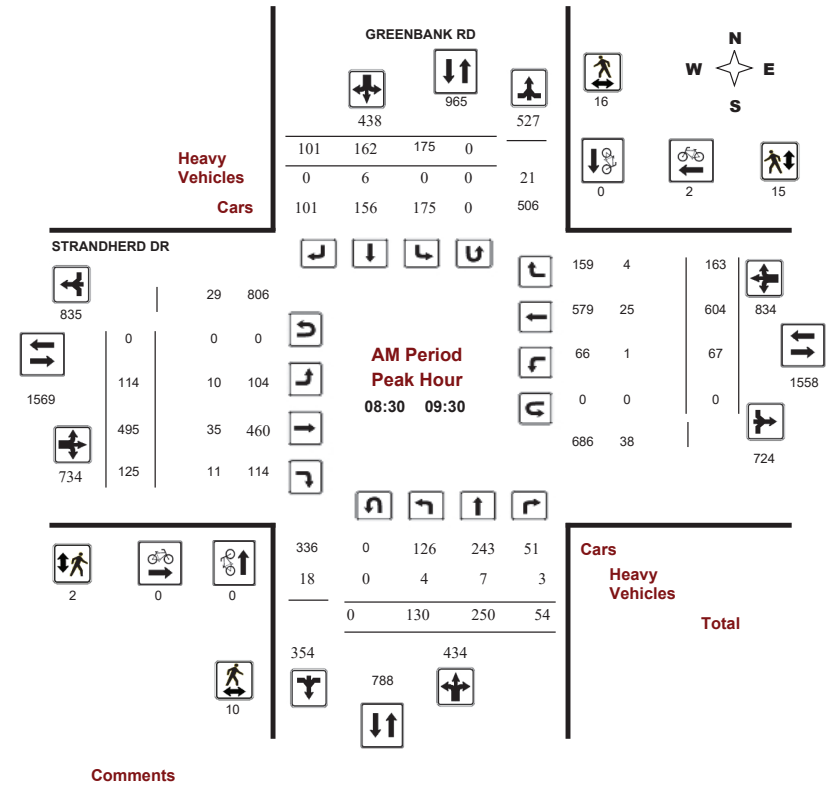 GREENBANK RD
N
W E
S
965
16
438 527
101 162 175 0
Heavy
Vehicles 0 6 0 0 21
Cars 101 156 175 0 506
0 2 15
STRANDHERD DR
835 29 806
159 4 163
579 25 604 834
0 0 0
1569 114 10 104
AM Period
Peak Hour
08:30 09:30
66 1 67
1558
0 0 0
495 35 460
734 125 11 114
686 38 724
336 0 126 243 51 Cars
18 0 4 7 3 Heavy
Vehicles
0 130 250 54 Total
2 0 0
354 434
788
10
Comments